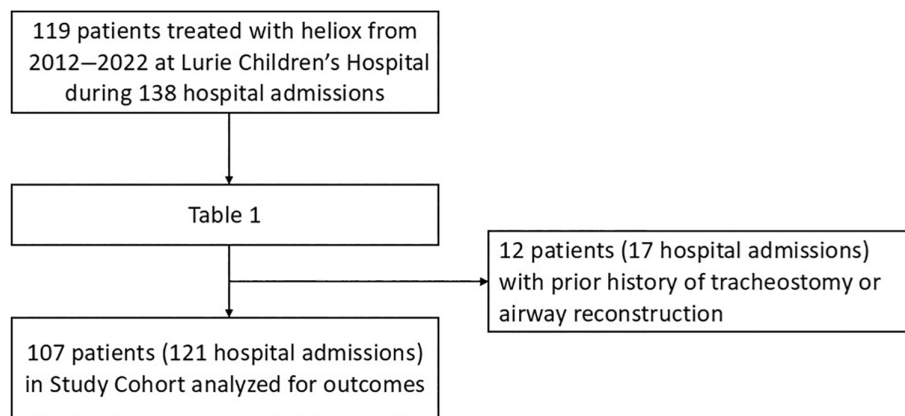 119 patients treated with heliox from
2012–2022 at Lurie Children’s Hospital
during 138 hospital admissions
Table 1
12 patients (17 hospital admissions)
with prior history of tracheostomy or
airway reconstruction
107 patients (121 hospital admissions)
in Study Cohort analyzed for outcomes